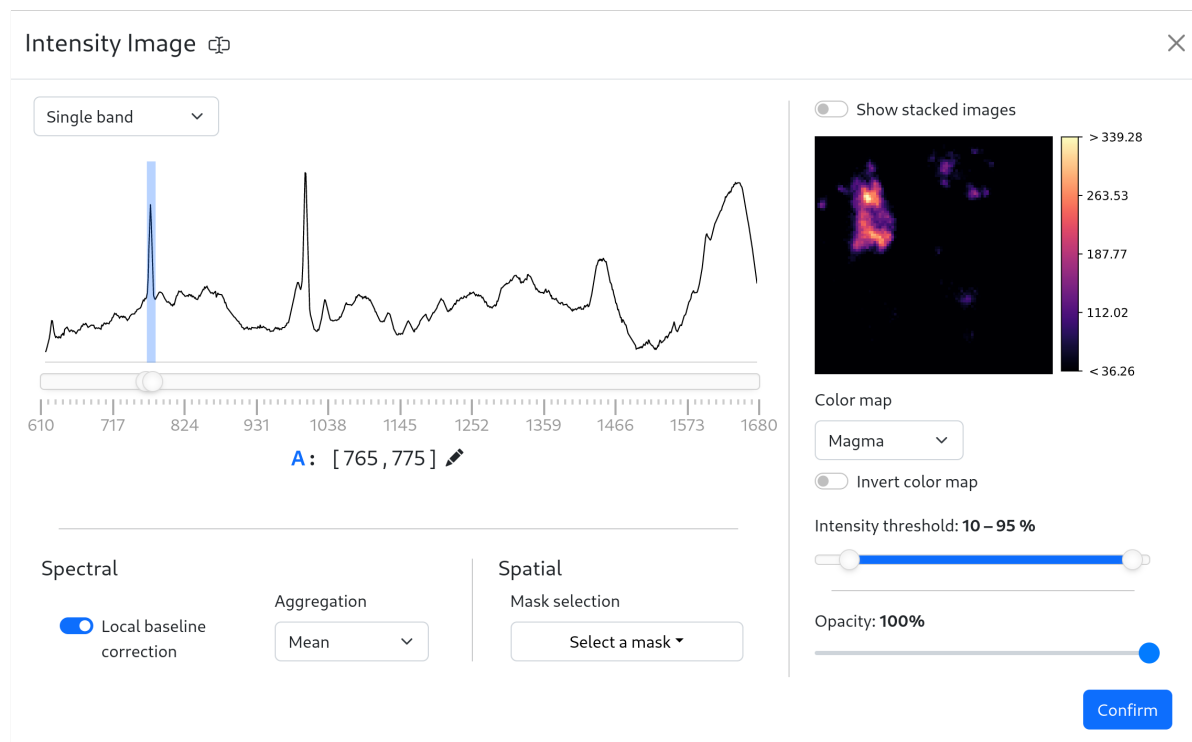 Intensity Image
Single band
610 717 824 931 1038 1145 1252 1359 1466 1573 1680
A: [765,775]
Spectral
Local baseline
correction
Aggregation
Mean
Spatial
Mask selection
Select a mask
Show stacked images
> 339.28
263.53
187.77
112.02
< 36.26
Color map
Magma
Invert color map
Intensity threshold: 10 – 95 %
Opacity: 100%
Confirm